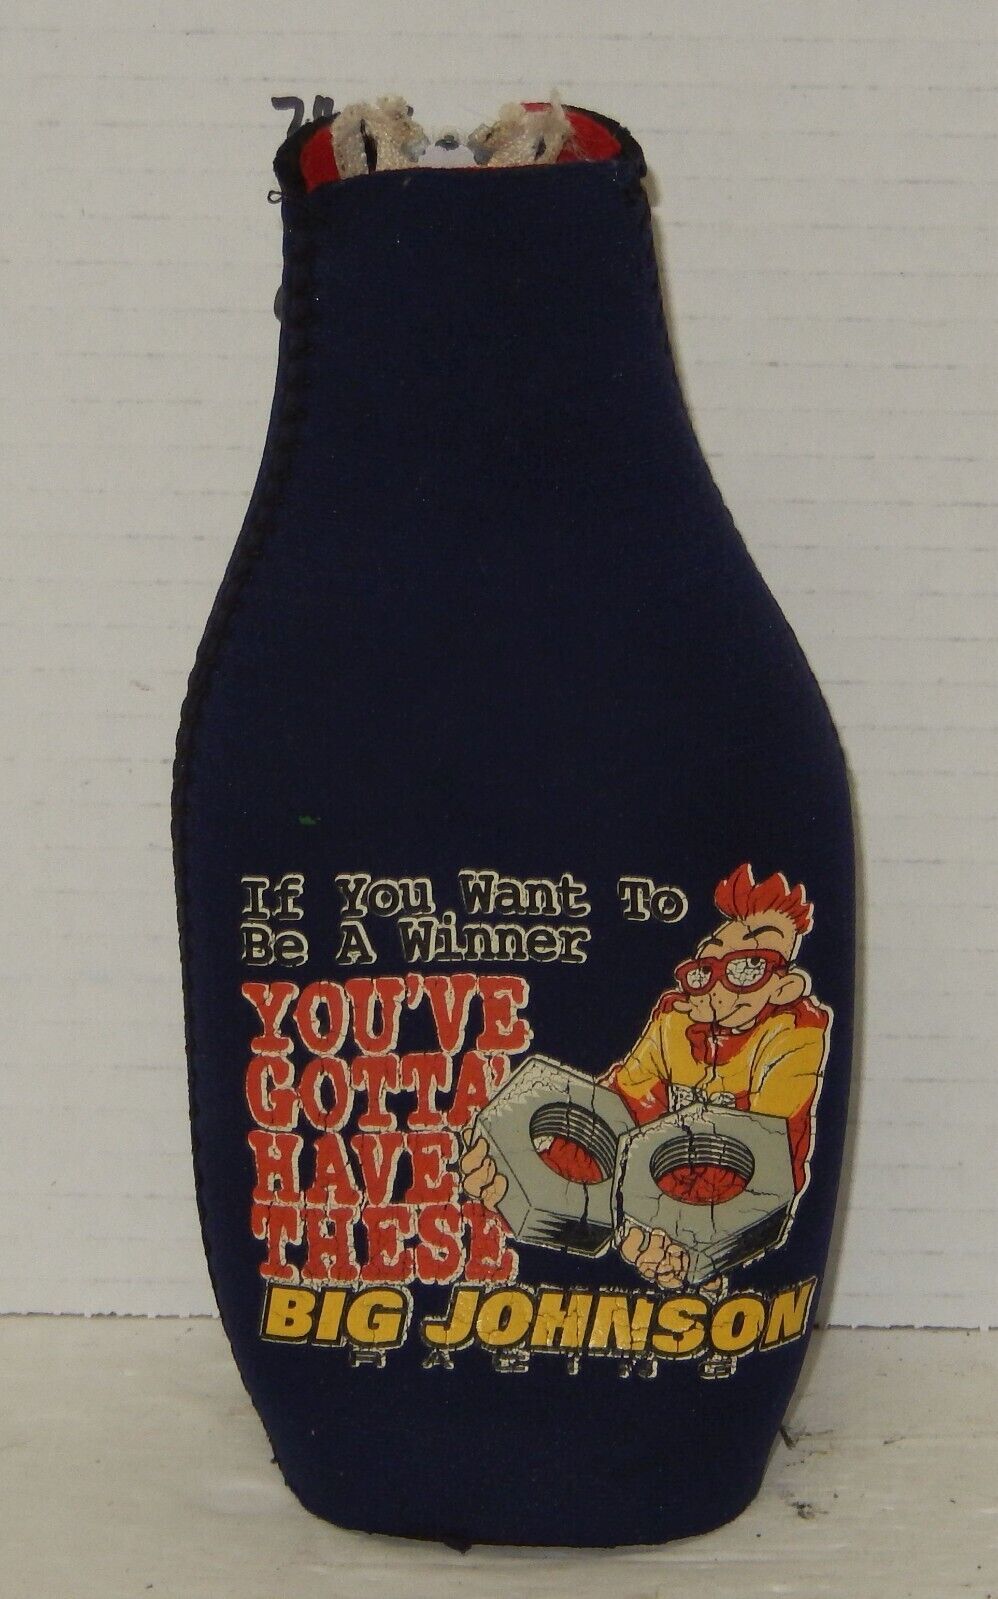 If You Want To
Be A Winner
YOU'VE
GOTTA'
HAVE
THESE
BIG JOHNSON
RACING